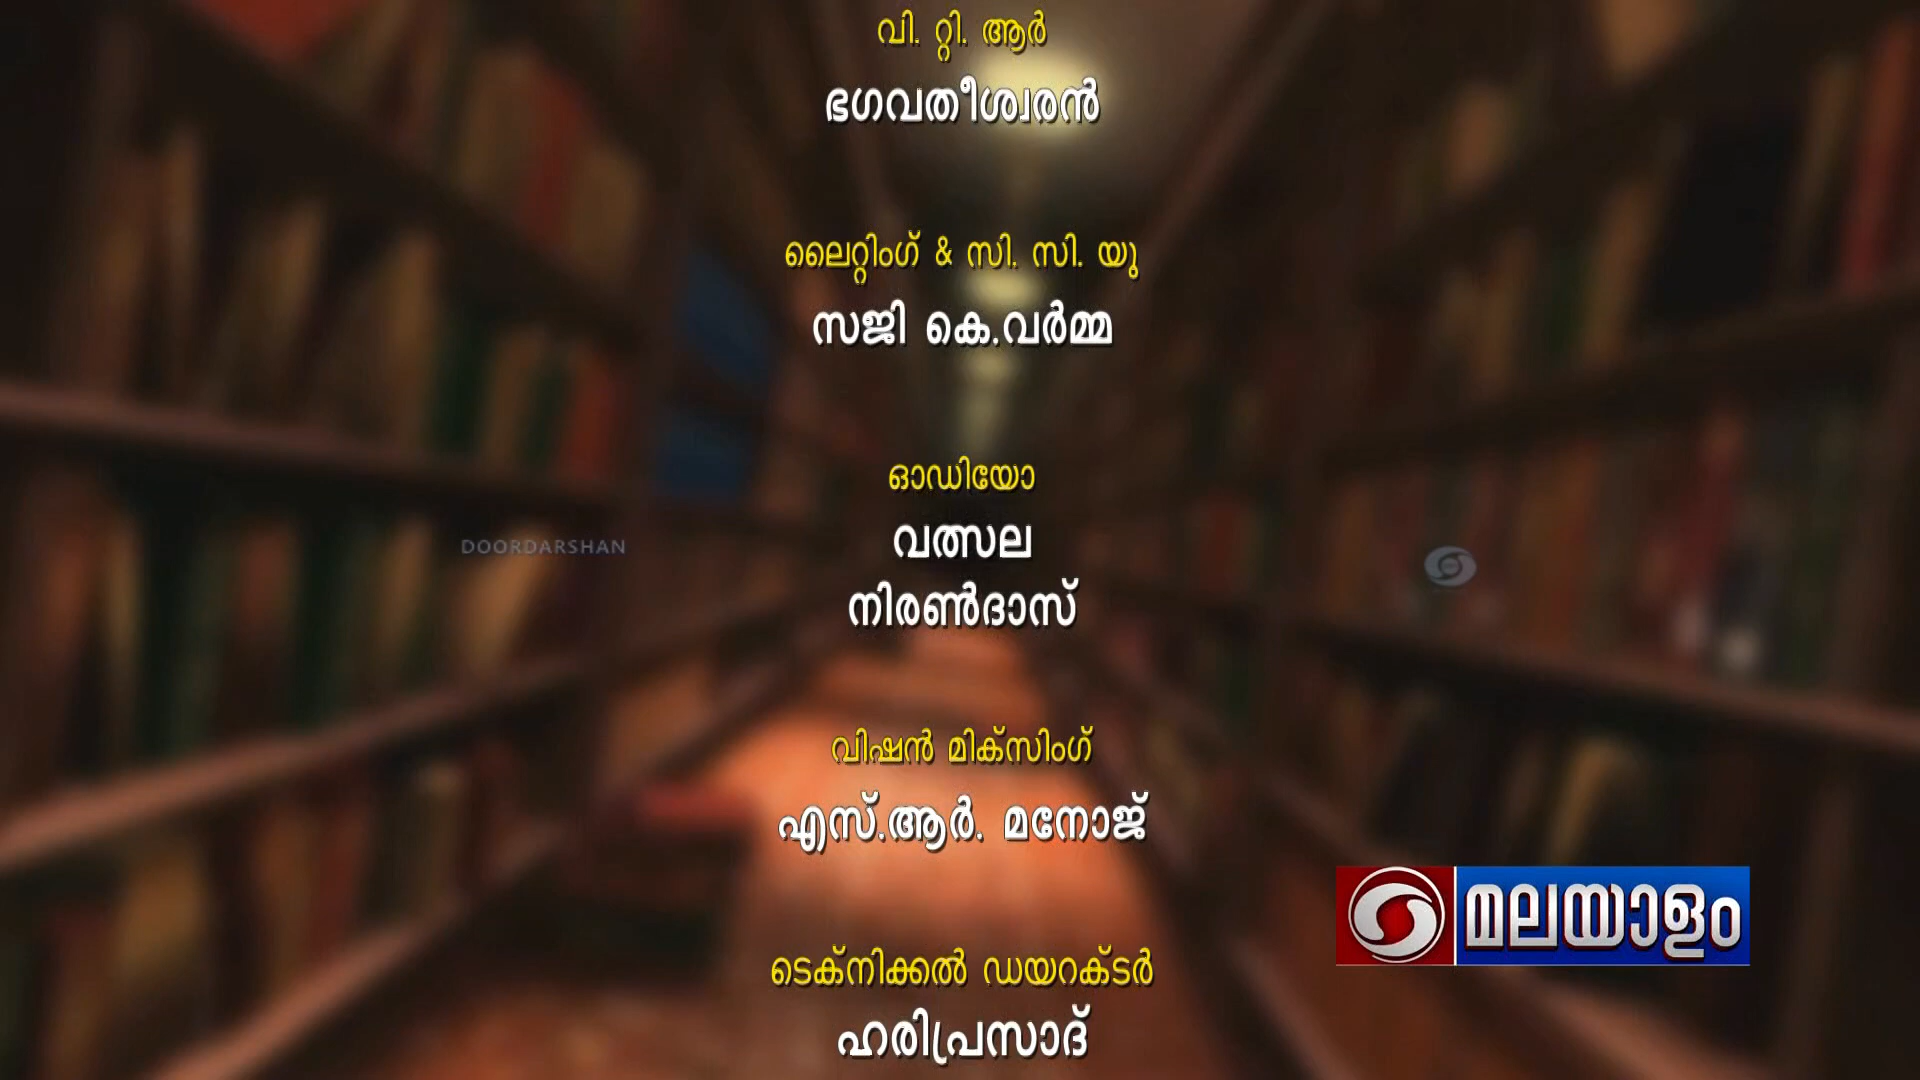 വി. റ്റി. ആർ
ഭഗവതീശ്വരൻ
ലൈറ്റിംഗ് & സി. സി. യു
സജി കെ.വർമ്മ
ഓഡിയോ
വത്സല
നിരൺദാസ്
DOORDARSHAN
വിഷൻ മിക്സിംഗ്
എസ്.ആർ. മനോജ്
മലയാളം
ടെക്നിക്കൽ ഡയറക്ടർ
ഹരിപ്രസാദ്